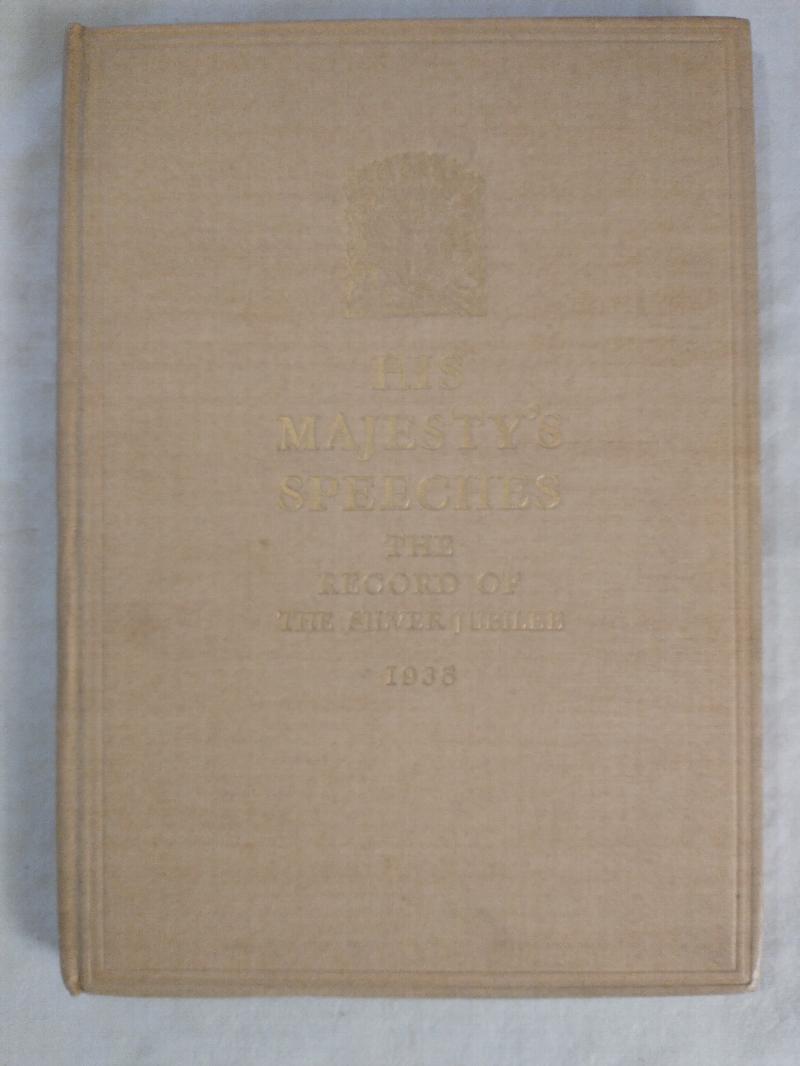 HIS
MAJESTY'S
SPEECHES
THE
RECORD OF
THE SILVER JUBILEE
1935